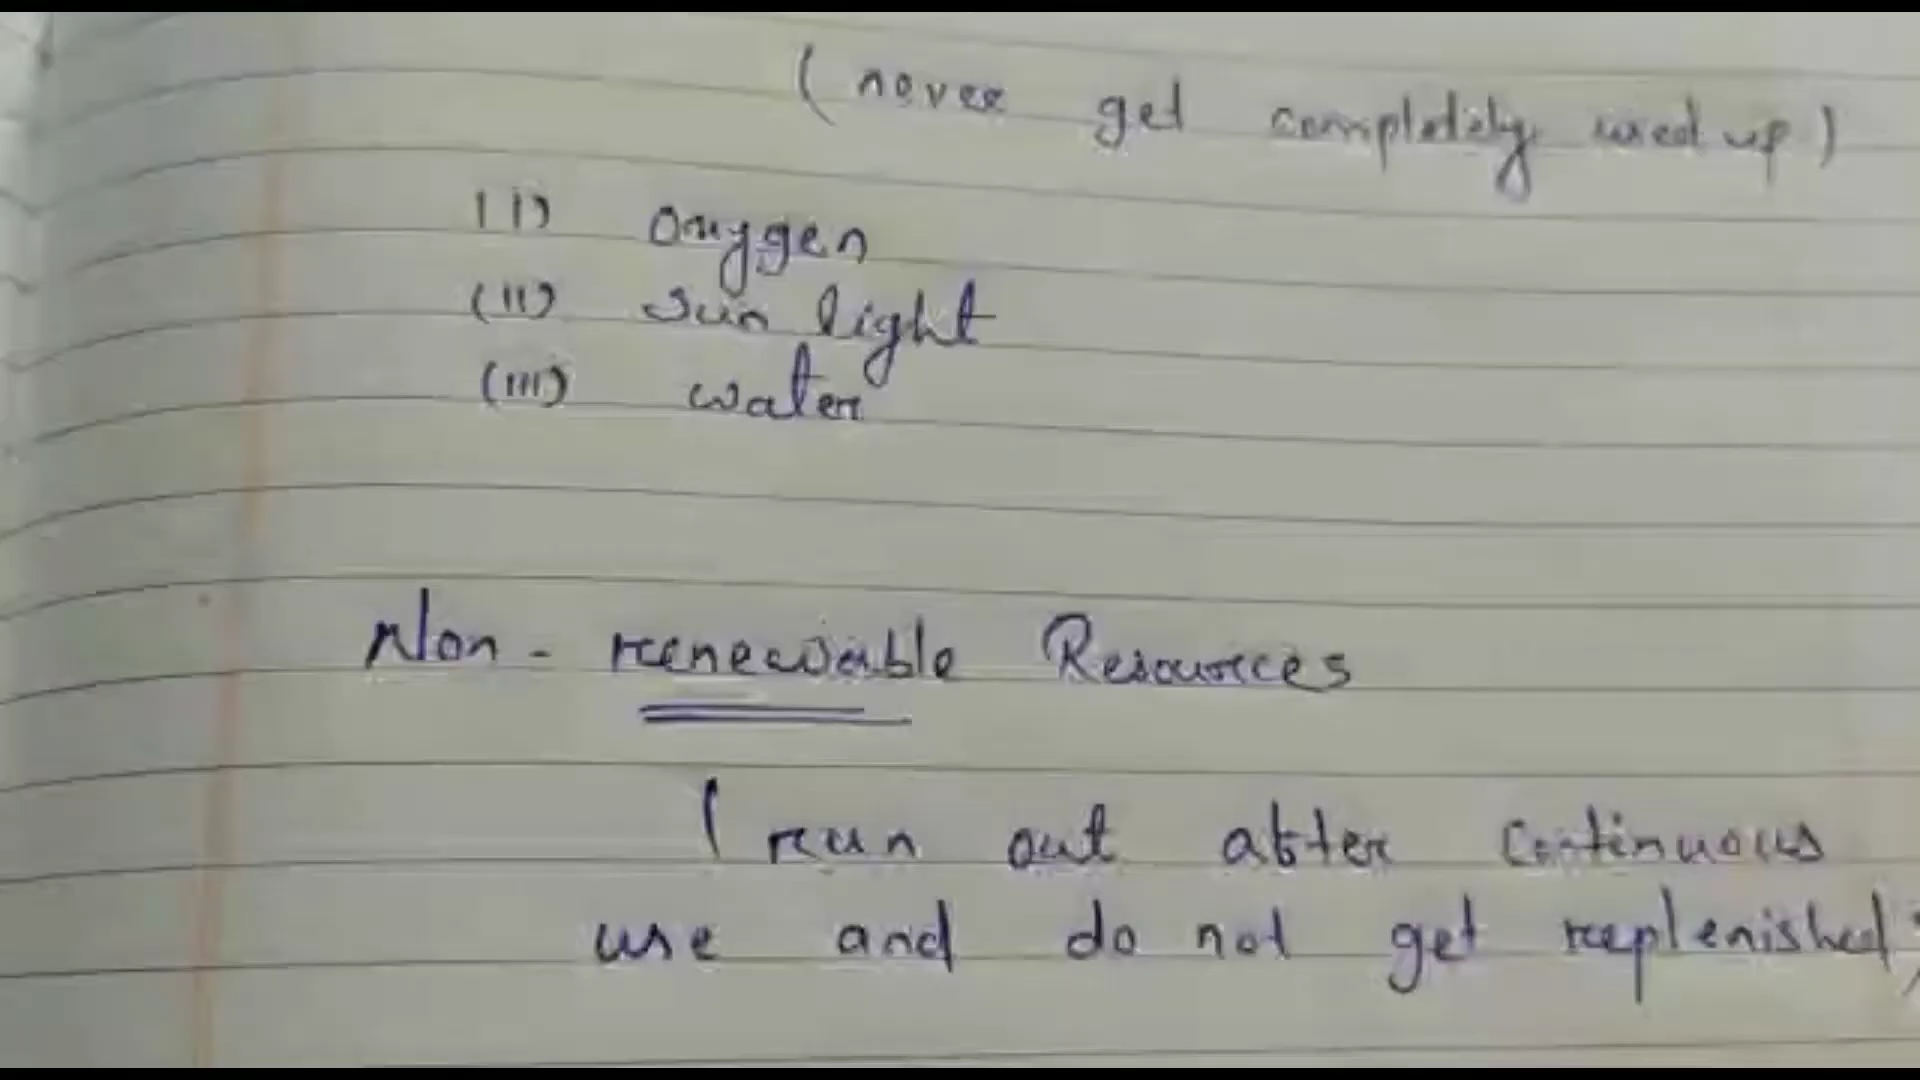 (never get completely used up)
(i) Oxygen
(ii) Sun light
(iii) water
Non - renewable Resources
(run out after continuous
use and do not get replenished)